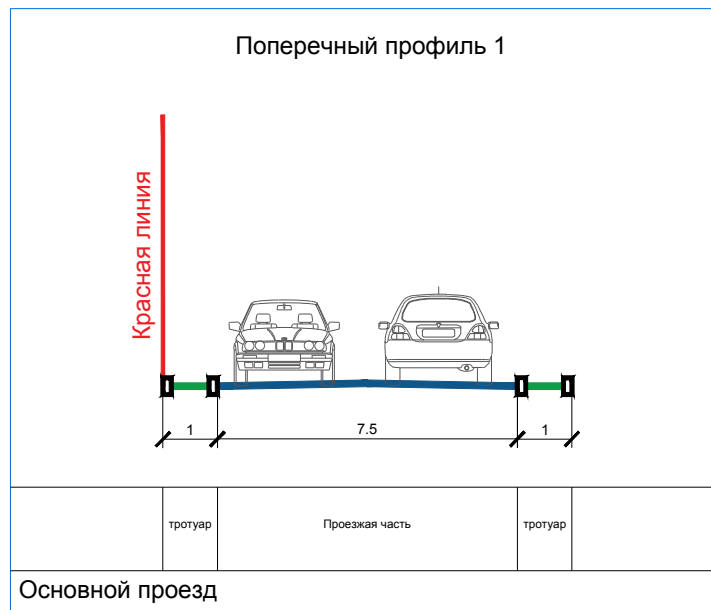 Поперечный профиль 1
Красная линия
1
7.5
1
тротуар
Проезжая часть
тротуар
Основной проезд